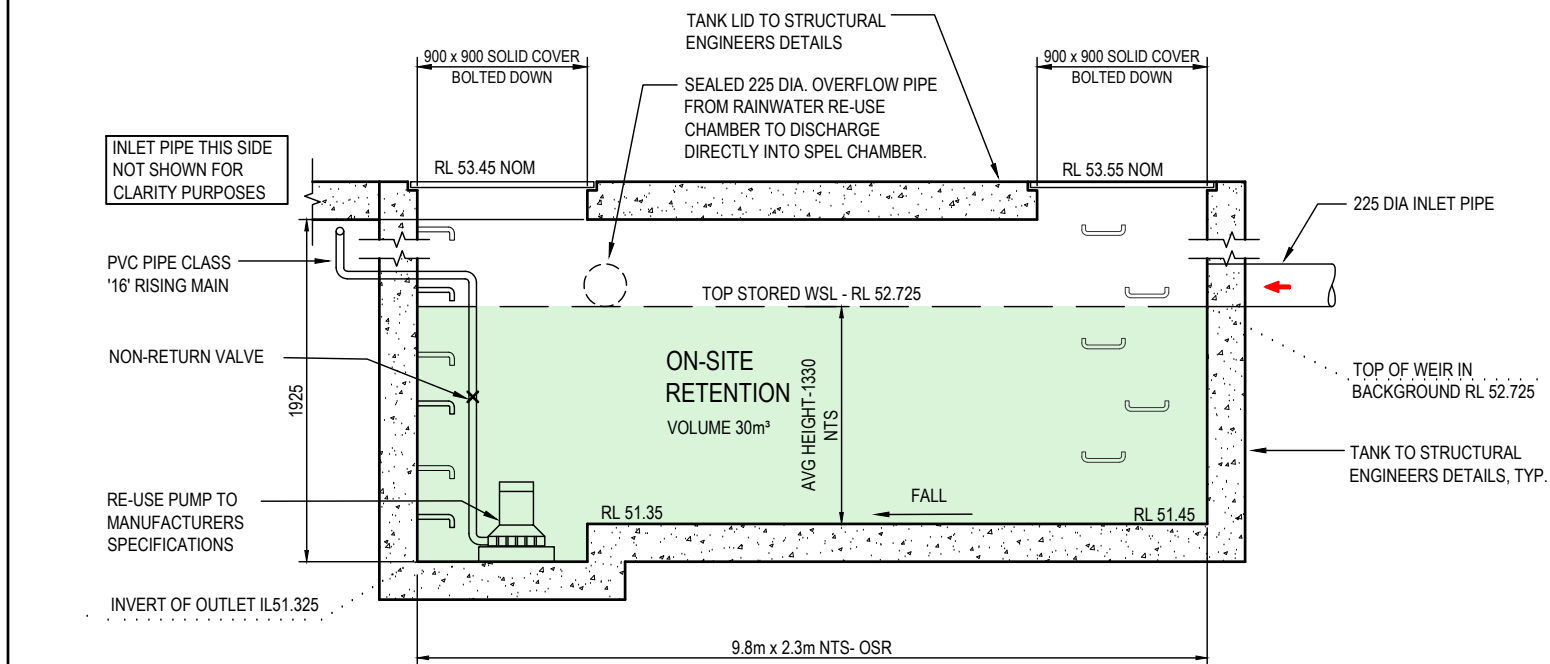 TANK LID TO STRUCTURAL
ENGINEERS DETAILS
900 x 900 SOLID COVER
BOLTED DOWN
900 x 900 SOLID COVER
BOLTED DOWN
SEALED 225 DIA. OVERFLOW PIPE
FROM RAINWATER RE-USE
CHAMBER TO DISCHARGE
DIRECTLY INTO SPEL CHAMBER.
INLET PIPE THIS SIDE
NOT SHOWN FOR
CLARITY PURPOSES
RL 53.45 NOM
RL 53.55 NOM
225 DIA INLET PIPE
PVC PIPE CLASS
'16' RISING MAIN
TOP STORED WSL - RL 52.725
NON-RETURN VALVE
ON-SITE
RETENTION
VOLUME 30m³
AVG HEIGHT-1330
NTS
1925
TOP OF WEIR IN
BACKGROUND RL 52.725
TANK TO STRUCTURAL
ENGINEERS DETAILS, TYP.
RE-USE PUMP TO
MANUFACTURERS
SPECIFICATIONS
RL 51.35
FALL
RL 51.45
INVERT OF OUTLET IL51.325
9.8m x 2.3m NTS- OSR